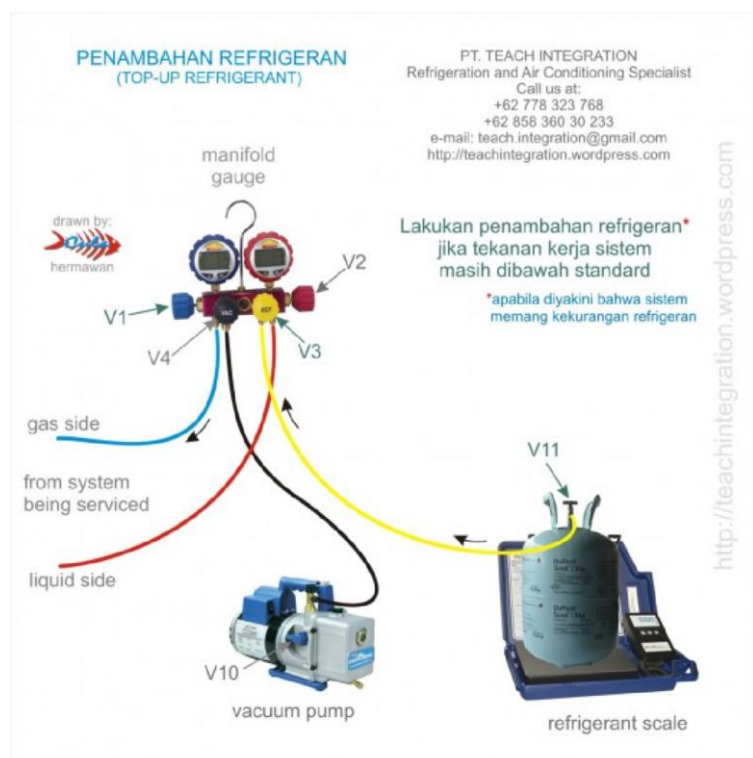 PENAMBAHAN REFRIGERAN
(TOP-UP REFRIGERANT)
PT. TEACH INTEGRATION
Refrigeration and Air Conditioning Specialist
Call us at:
+62 778 323 768
+62 858 360 30 233
e-mail: teach.integration@gmail.com
http://teachintegration.wordpress.com
manifold
gauge
drawn by:
hermawan
Lakukan penambahan refrigeran*
jika tekanan kerja sistem
masih dibawah standard
*apabila diyakini bahwa sistem
memang kekurangan refrigeran
V2
V1
VAC
REF
V4
V3
gas side
from system
being serviced
liquid side
V11
V10
vacuum pump
refrigerant scale
http://teachintegration.wordpress.com